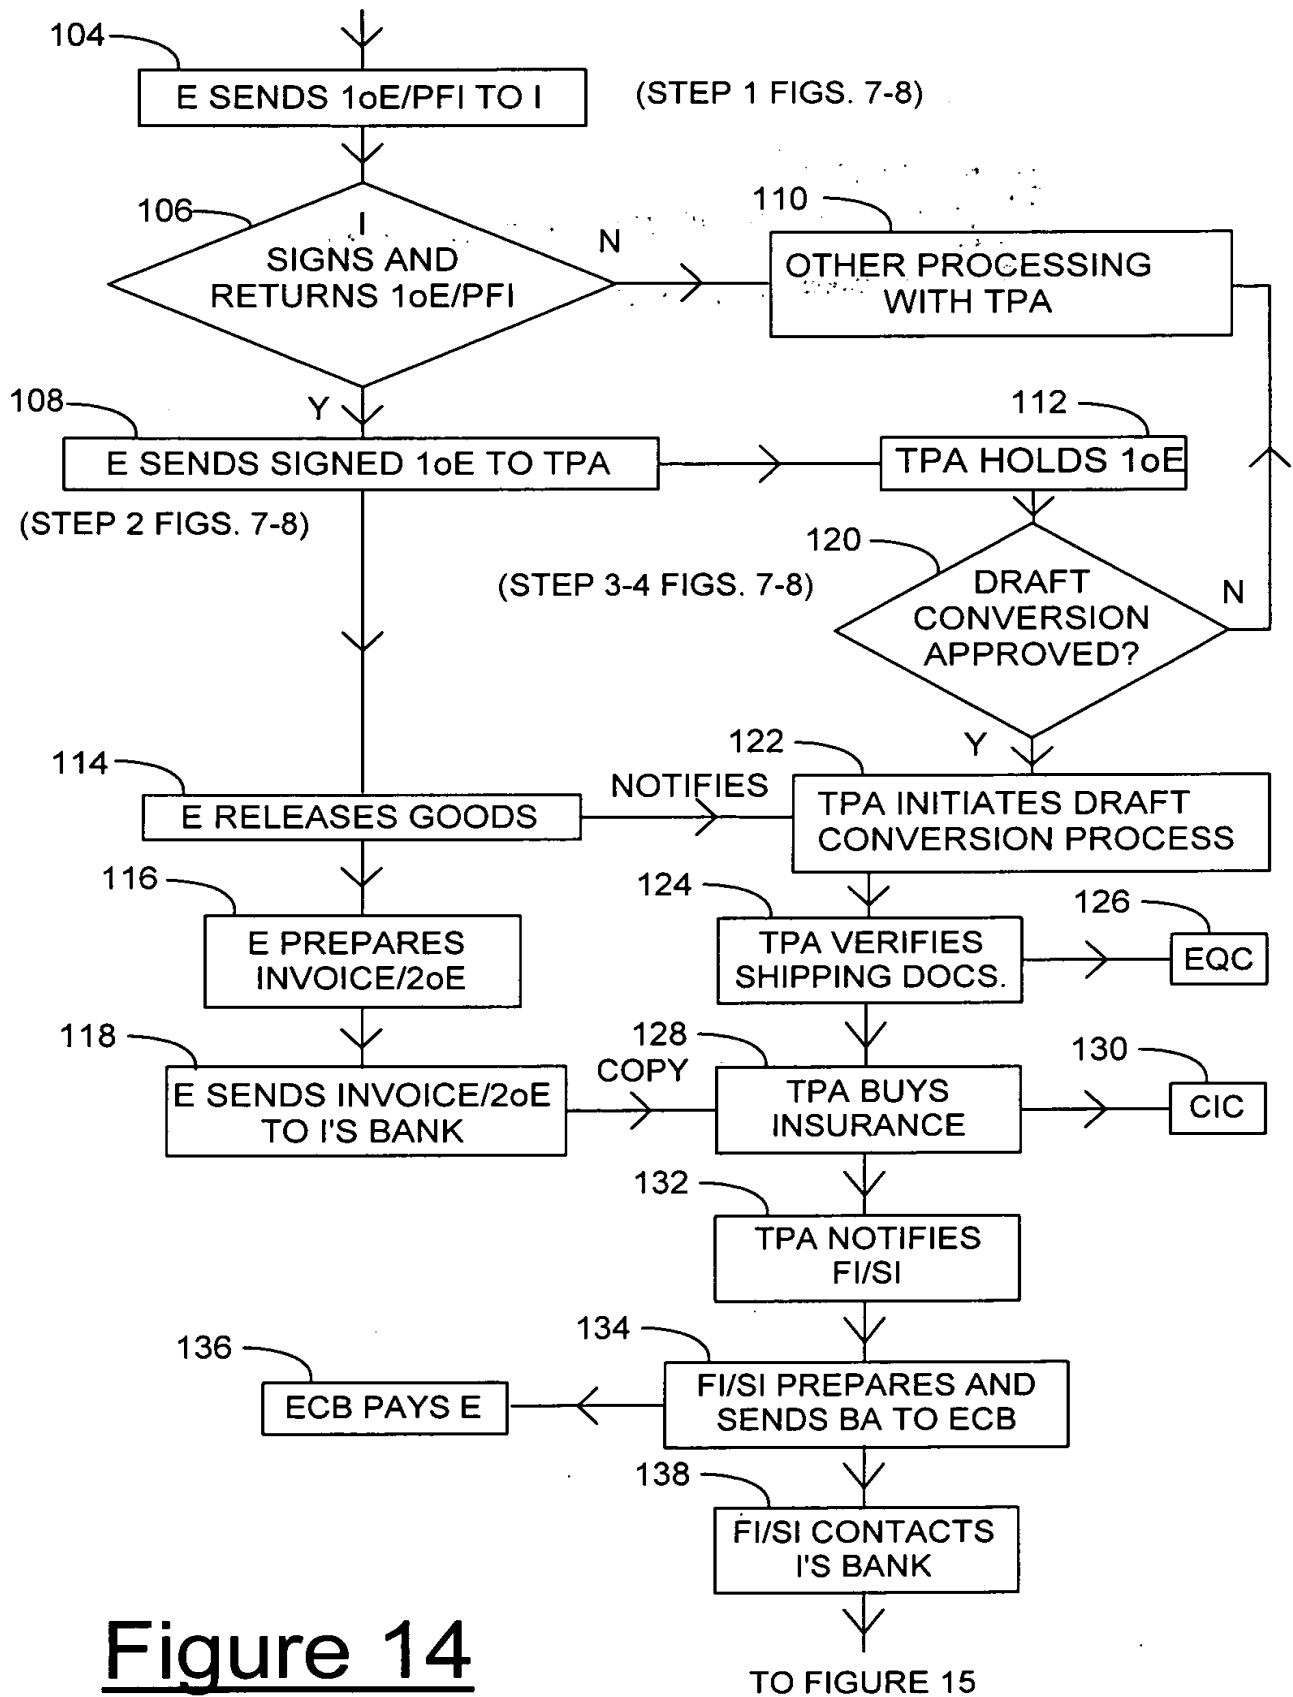 104
E SENDS 1oE/PFI TO I
(STEP 1 FIGS. 7-8)
106
I
SIGNS AND
RETURNS 1oE/PFI
N
110
OTHER PROCESSING
WITH TPA
Y
108
E SENDS SIGNED 1oE TO TPA
(STEP 2 FIGS. 7-8)
112
TPA HOLDS 1oE
120
(STEP 3-4 FIGS. 7-8)
DRAFT
CONVERSION
APPROVED?
N
Y
114
E RELEASES GOODS
NOTIFIES
122
TPA INITIATES DRAFT
CONVERSION PROCESS
116
E PREPARES
INVOICE/2oE
124
TPA VERIFIES
SHIPPING DOCS.
126
EQC
118
E SENDS INVOICE/2oE
TO I'S BANK
COPY
128
TPA BUYS
INSURANCE
130
CIC
132
TPA NOTIFIES
FI/SI
134
FI/SI PREPARES AND
SENDS BA TO ECB
136
ECB PAYS E
138
FI/SI CONTACTS
I'S BANK
Figure 14
TO FIGURE 15